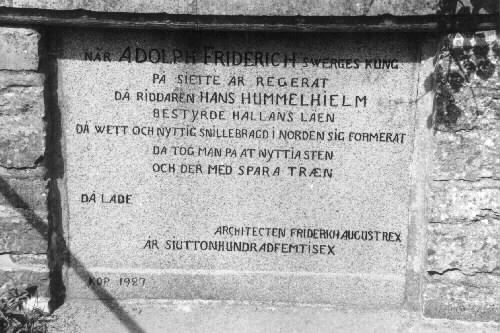 NÄR ADOLPH FRIDERICH SWERGES KUNG
PÅ SIETTE ÅR REGERAT
DÅ RIDDAREN HANS HUMMELHIELM
BESTYRDE HALLANS LAEN
DÅ WETT OCH NYTTIG SNILLEBRAGD I NORDEN SIG FORMERAT
DA TOG MAN PA AT NYTTIA STEN
OCH DER MED SPARA TRÆN
DÅ LADE
ARCHITECTEN FRIDERICH AUGUST REX
ÅR SIUTTONHUNDRADFEMTISEX
KOP. 1927